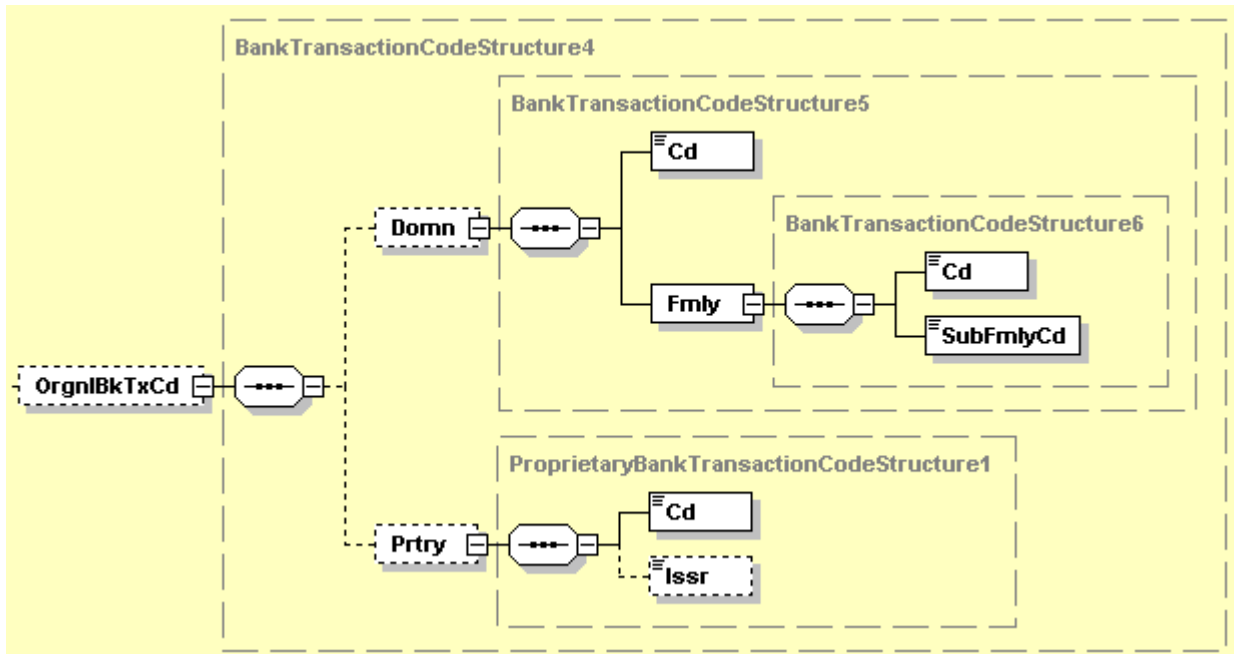 BankTransactionCodeStructure4
BankTransactionCodeStructure5
Cd
Domn
BankTransactionCodeStructure6
Cd
Fmly
SubFmlyCd
OrgnlBkTxCd
ProprietaryBankTransactionCodeStructure1
Cd
Prtry
Issr